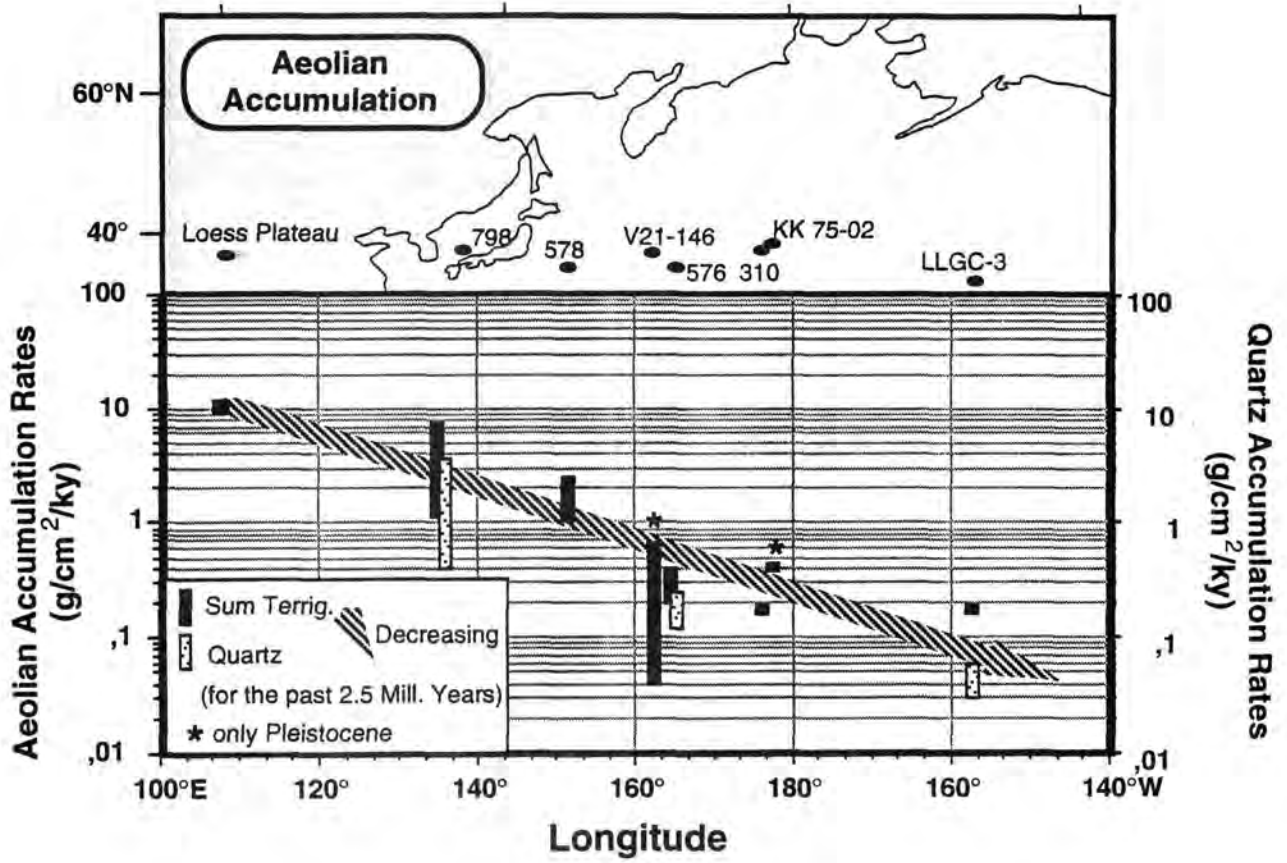 Aeolian
Accumulation
60°N
40°
Loess Plateau
798
578
V21-146
576
310
KK 75-02
LLGC-3
Aeolian Accumulation Rates
(g/cm²/ky)
100
10
1
,1
,01
Quartz Accumulation Rates
(g/cm²/ky)
100
10
1
,1
,01
*
*
Sum Terrig.
Decreasing
Quartz
(for the past 2.5 Mill. Years)
* only Pleistocene
100°E
120°
140°
160°
180°
160°
140°W
Longitude